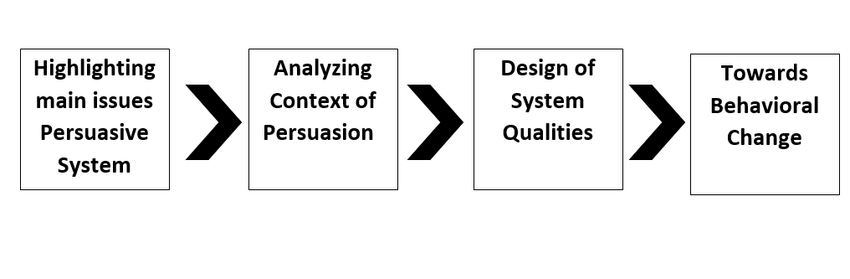 Highlighting
main issues
Persuasive
System
Analyzing
Context of
Persuasion
Design of
System
Qualities
Towards
Behavioral
Change